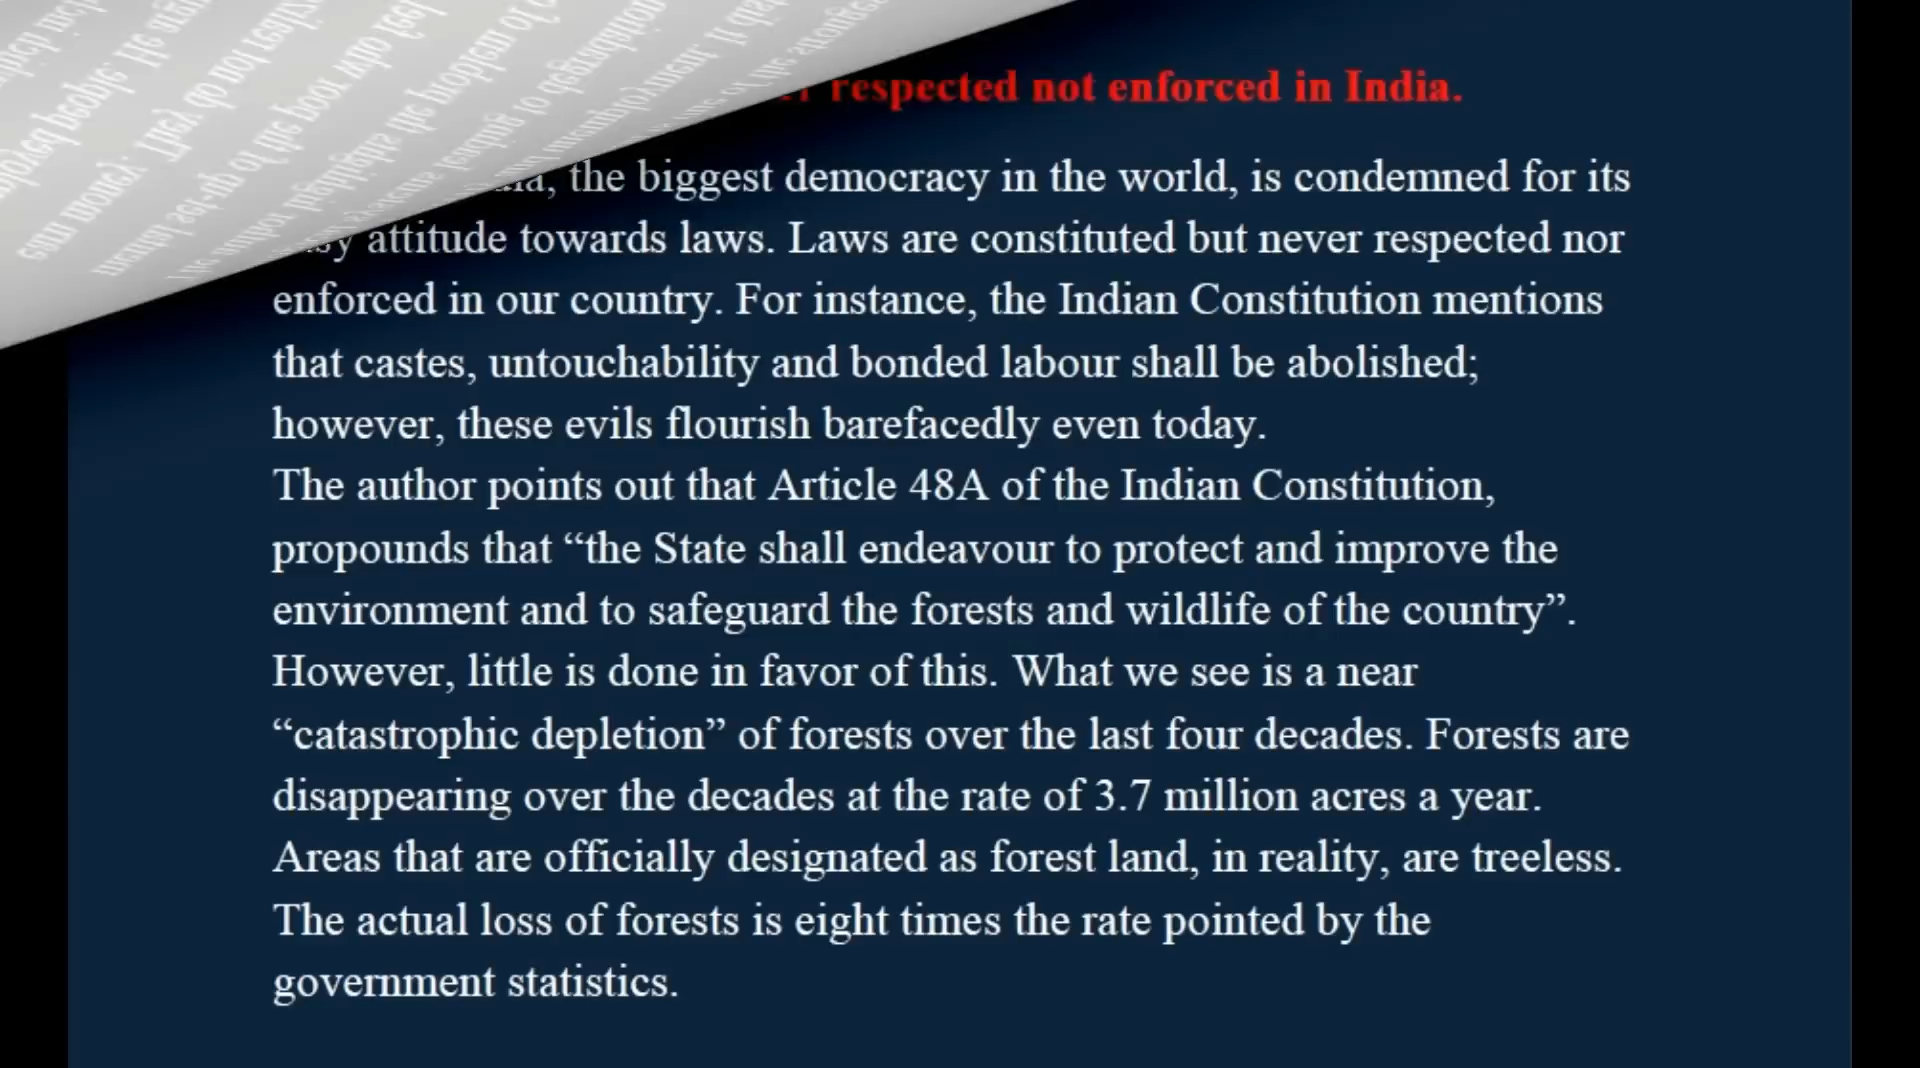 respected not enforced in India.
the biggest democracy in the world, is condemned for its
attitude towards laws. Laws are constituted but never respected nor
enforced in our country. For instance, the Indian Constitution mentions
that castes, untouchability and bonded labour shall be abolished;
however, these evils flourish barefacedly even today.
The author points out that Article 48A of the Indian Constitution,
propounds that “the State shall endeavour to protect and improve the
environment and to safeguard the forests and wildlife of the country”.
However, little is done in favor of this. What we see is a near
“catastrophic depletion” of forests over the last four decades. Forests are
disappearing over the decades at the rate of 3.7 million acres a year.
Areas that are officially designated as forest land, in reality, are treeless.
The actual loss of forests is eight times the rate pointed by the
government statistics.